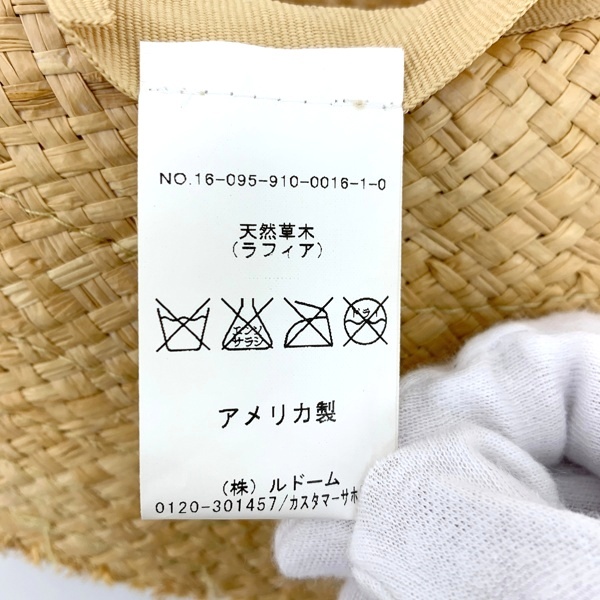 NO.16-095-910-0016-1-0
天然草木
(ラフィア)
エンソ
サラシ
ドライ
アメリカ製
(株) ルドーム
0120-301457/カスタマーサポ